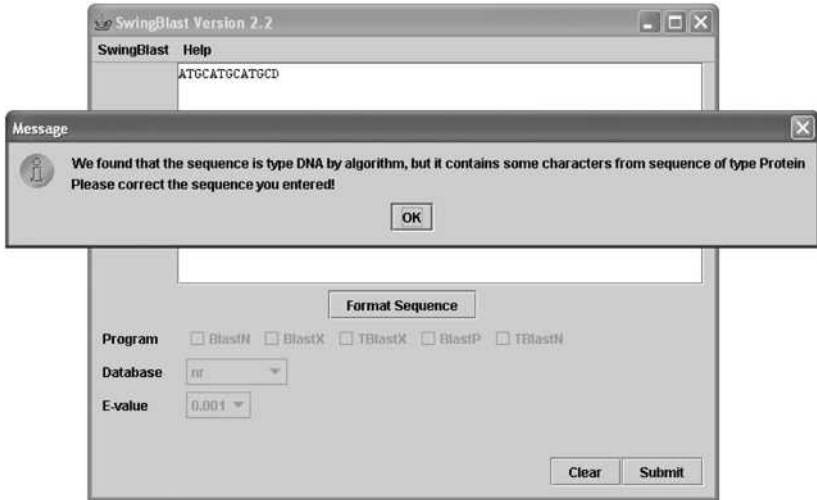 SwingBlast Version 2.2
SwingBlast Help
ATGCATGCATGCD
Message
We found that the sequence is type DNA by algorithm, but it contains some characters from sequence of type Protein
Please correct the sequence you entered!
OK
Format Sequence
Program BlastN BlastX TBlastX BlastP TBlastN
Database nr
E-value 0.001
Clear Submit